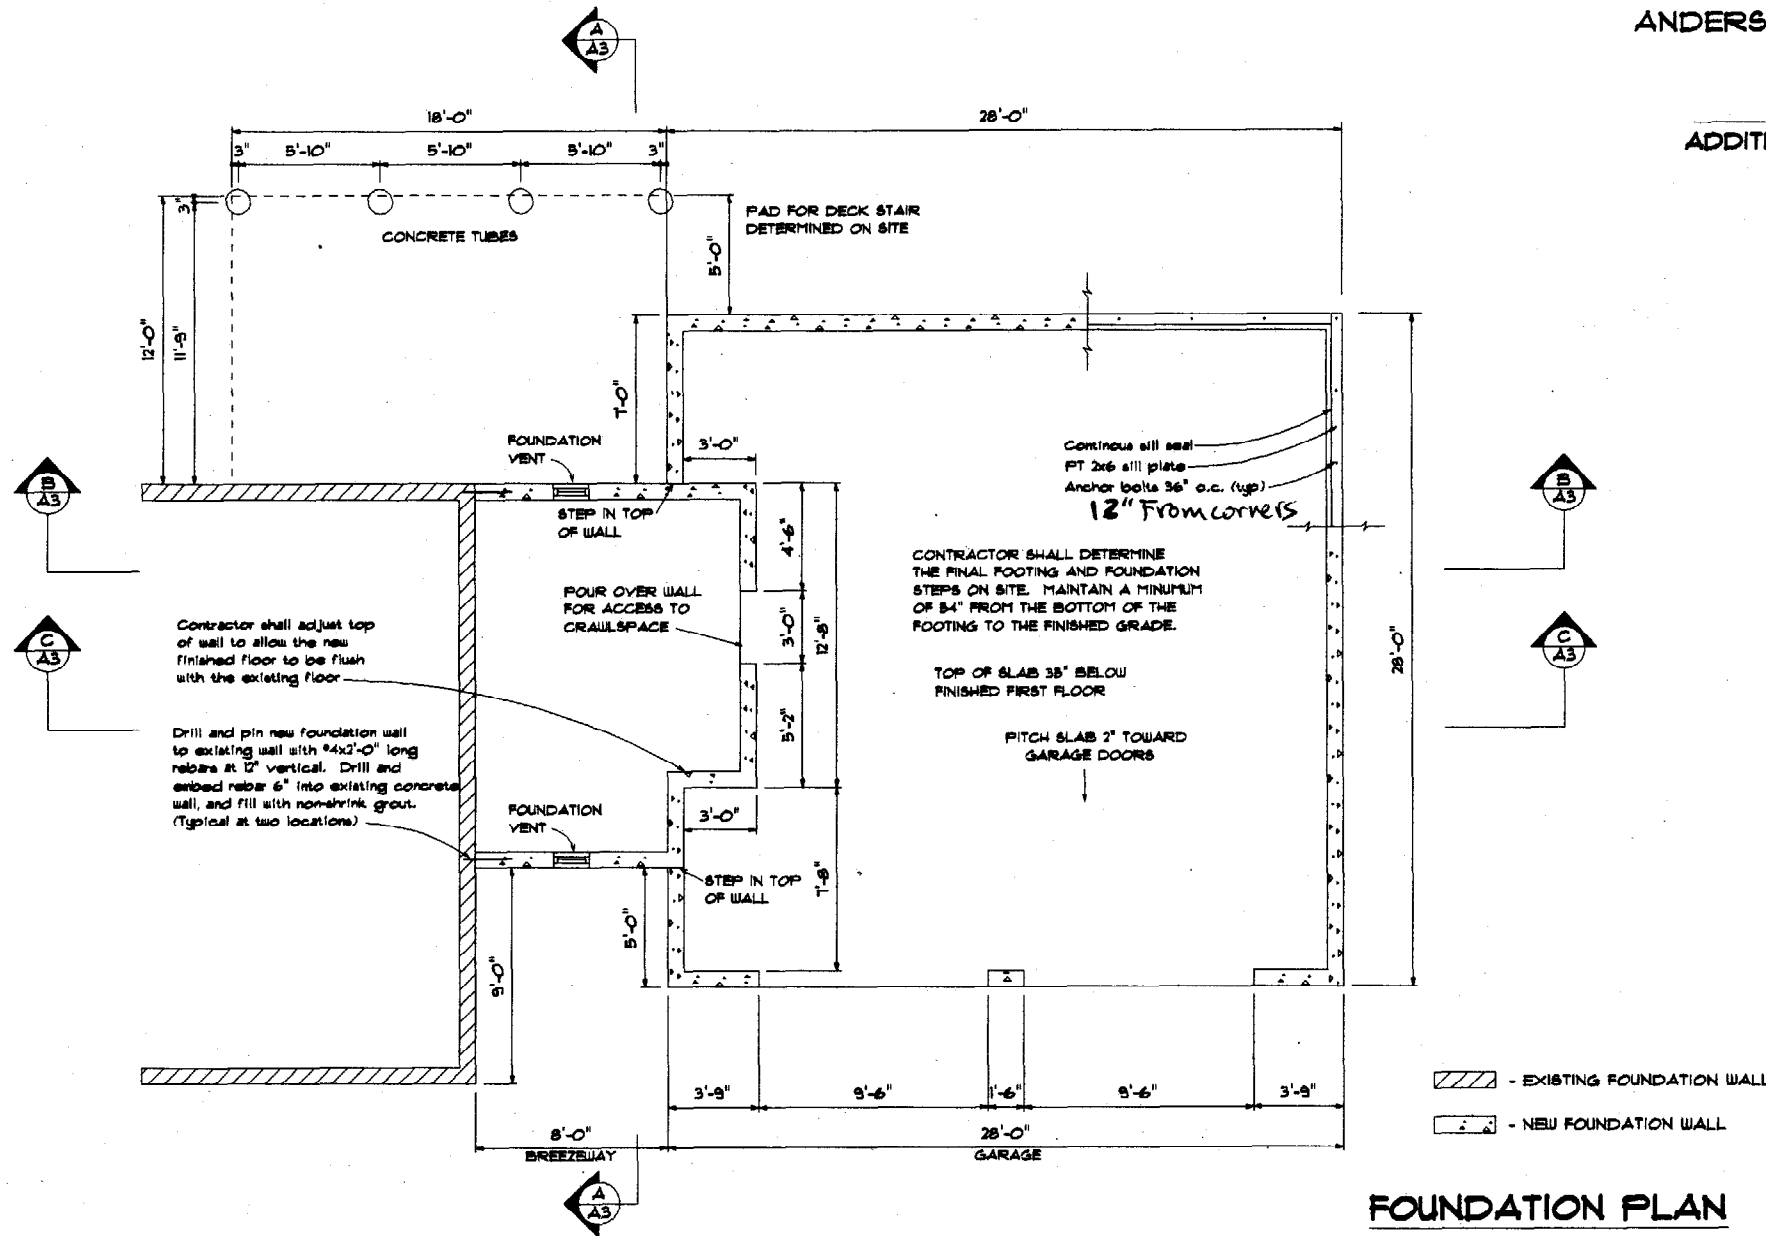 ANDERS
ADDITI
A
A3
18'-0"
28'-0"
3"
5'-10"
5'-10"
5'-10"
3"
3"
CONCRETE TUBES
PAD FOR DECK STAIR
DETERMINED ON SITE
5'-0"
12'-0"
11'-9"
7'-0"
FOUNDATION
VENT
3'-0"
STEP IN TOP
OF WALL
Continous sill seal
PT 2x6 sill plate
Anchor bolts 36" o.c. (typ)
12" From corners
B
A3
B
A3
4'-6"
CONTRACTOR SHALL DETERMINE
THE FINAL FOOTING AND FOUNDATION
STEPS ON SITE. MAINTAIN A MINIMUM
OF 54" FROM THE BOTTOM OF THE
FOOTING TO THE FINISHED GRADE.
POUR OVER WALL
FOR ACCESS TO
CRAWLSPACE
3'-0"
12'-8"
28'-0"
C
A3
C
A3
Contractor shall adjust top
of wall to allow the new
finished floor to be flush
with the existing floor
TOP OF SLAB 38" BELOW
FINISHED FIRST FLOOR
5'-2"
PITCH SLAB 2" TOWARD
GARAGE DOORS
Drill and pin new foundation wall
to existing wall with #4x2'-0" long
rebars at 12" vertical. Drill and
embed rebar 6" into existing concrete
wall, and fill with non-shrink grout.
(Typical at two locations)
FOUNDATION
VENT
3'-0"
STEP IN TOP
OF WALL
7'-8"
5'-0"
9'-0"
3'-9"
9'-6"
1'-6"
9'-6"
3'-9"
8'-0"
BREEZEWAY
28'-0"
GARAGE
- EXISTING FOUNDATION WALL
- NEW FOUNDATION WALL
A
A3
FOUNDATION PLAN